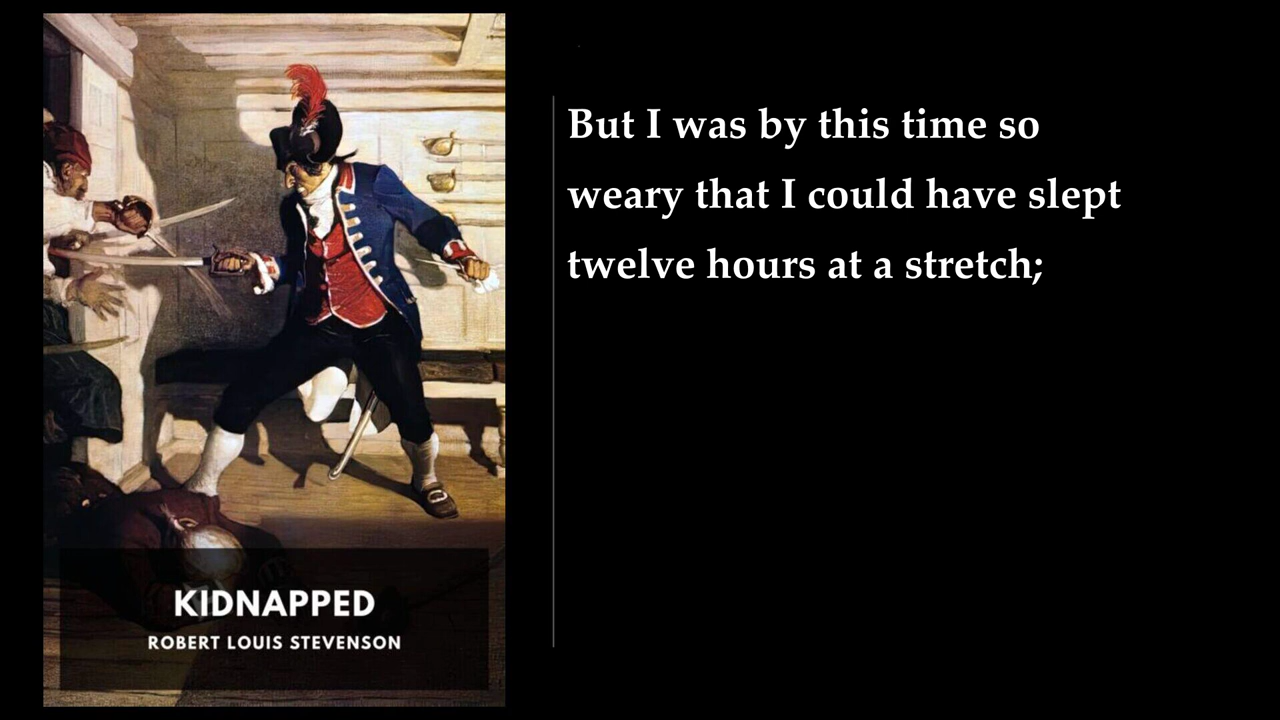 But I was by this time so
weary that I could have slept
twelve hours at a stretch;
KIDNAPPED
ROBERT LOUIS STEVENSON